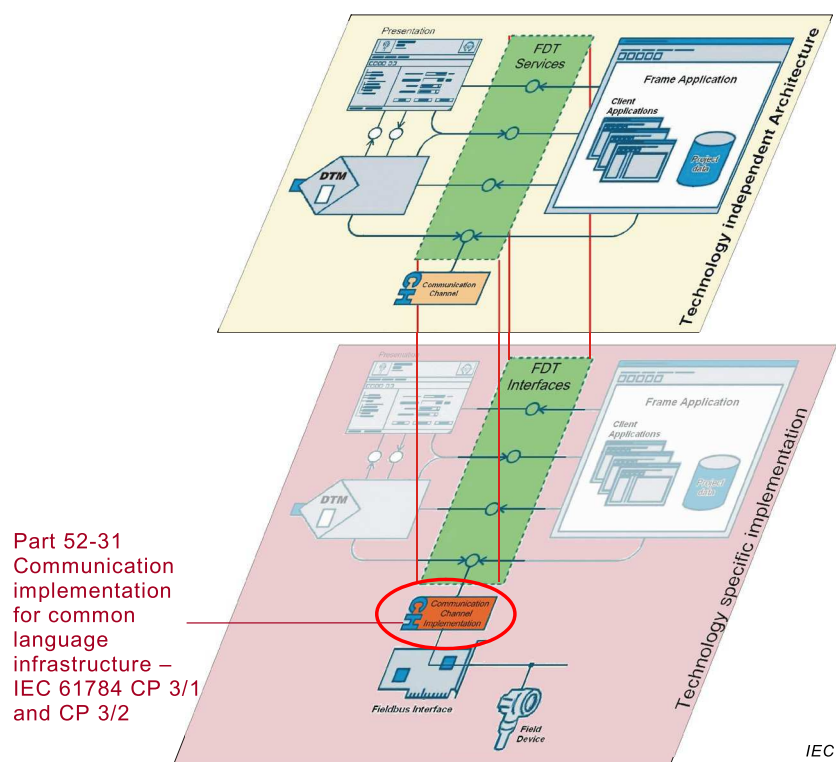 Presentation
FDT
Services
Frame Application
Client
Applications
Project
data
DTM
CH
Communication
Channel
Technology independent Architecture
Presentation
FDT
Interfaces
Frame Application
Client
Applications
Project
data
DTM
CH
Communication
Channel
Implementation
Technology specific implementation
Part 52-31
Communication
implementation
for common
language
infrastructure –
IEC 61784 CP 3/1
and CP 3/2
Fieldbus Interface
Field
Device
IEC